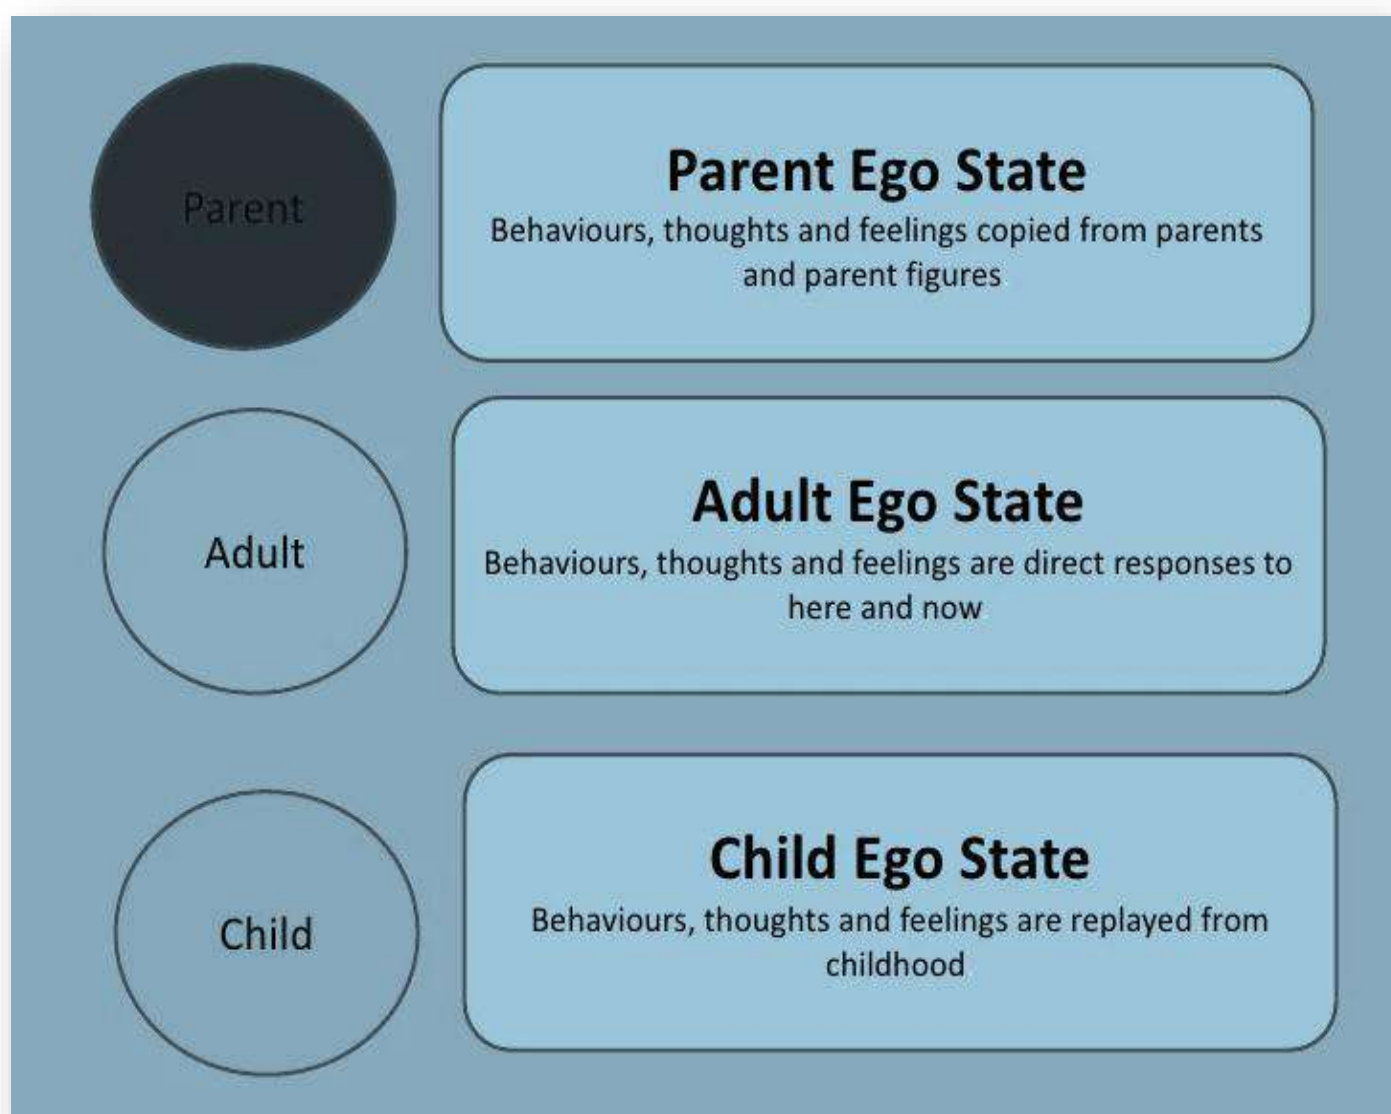 Parent
Parent Ego State
Behaviours, thoughts and feelings copied from parents
and parent figures
Adult
Adult Ego State
Behaviours, thoughts and feelings are direct responses to
here and now
Child
Child Ego State
Behaviours, thoughts and feelings are replayed from
childhood